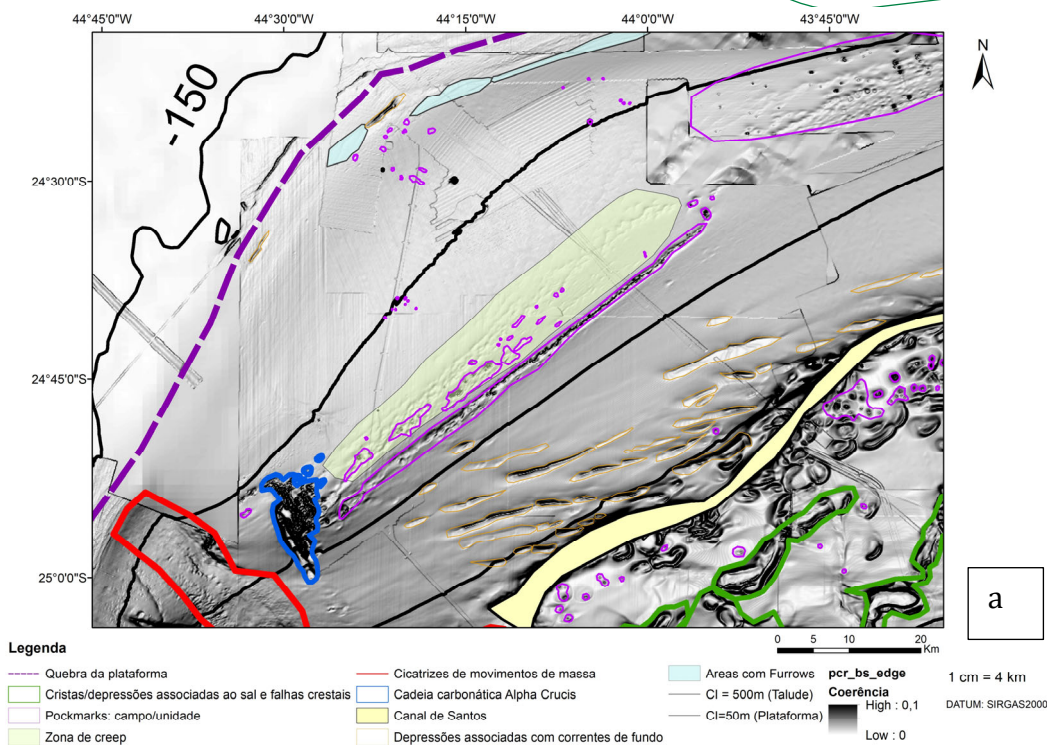 44°45'0"W 44°30'0"W 44°15'0"W 44°0'0"W 43°45'0"W
N
-150
24°30'0"S
24°45'0"S
25°0'0"S
a
0 5 10 20
Km
Legenda
Quebra da plataforma
Cristas/depressões associadas ao sal e falhas crestais
Pockmarks: campo/unidade
Zona de creep
Cicatrizes de movimentos de massa
Cadeia carbonática Alpha Crucis
Canal de Santos
Depressões associadas com correntes de fundo
Areas com Furrows
CI = 500m (Talude)
CI=50m (Plataforma)
pcr_bs_edge
Coerência
High : 0,1
Low : 0
1 cm = 4 km
DATUM: SIRGAS2000